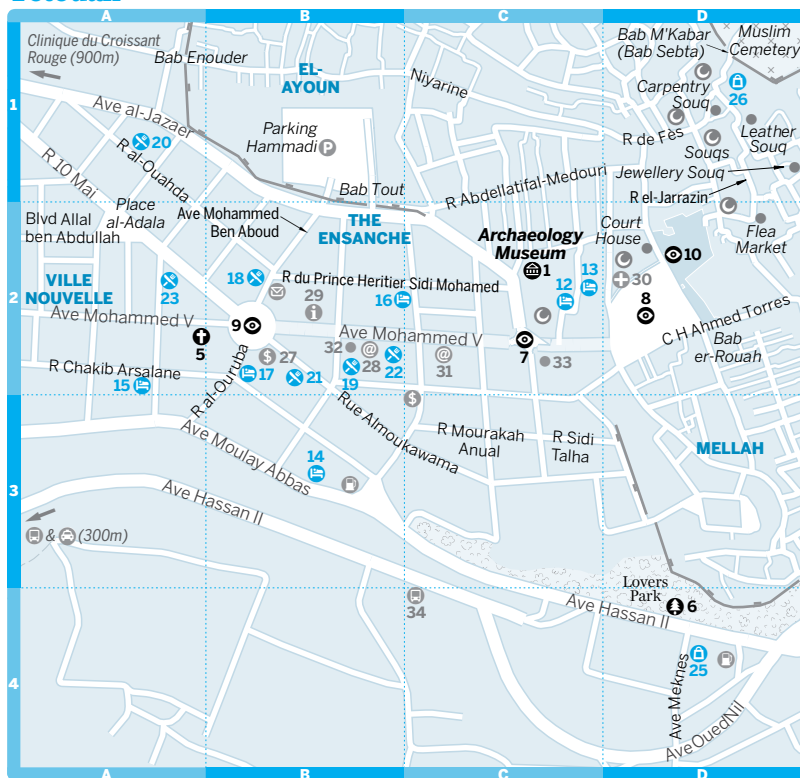 A
B
C
D
Clinique du Croissant
Rouge (900m)
Bab Enouder
EL-
AYOUN
Niyarine
Bab M'Kabar
(Bab Sebta)
Muslim
Cemetery
Carpentry
Souq
26
1
Ave al-Jazaer
Parking
Hammadi
P
R de Fès
Leather
Souq
20
Souqs
R al-Ouahda
R 10 Mai
Jewellery Souq
Bab Tout
R Abdellatifal-Medouri
R el-Jarrazin
Place
al-Adala
Ave Mohammed
Ben Aboud
THE
ENSANCHE
Blvd Allal
ben Abdullah
Archaeology
Museum
1
Court
House
Flea
Market
10
2
VILLE
NOUVELLE
23
18
R du Prince Heritier Sidi Mohamed
29
16
12
13
30
8
Ave Mohammed V
9
5
Ave Mohammed V
7
C H Ahmed Torres
Bab
er-Rouah
32
@
28
22
@
31
33
$
27
R Chakib Arsalane
15
17
21
19
R al-Ouruba
$
Rue Almoukawama
R Mourakah
Anual
R Sidi
Talha
MELLAH
3
Ave Moulay Abbas
14
Ave Hassan II
& (300m)
Lovers
Park
6
34
Ave Hassan II
4
25
Ave Meknes
Ave Oued Nil
A
B
C
D